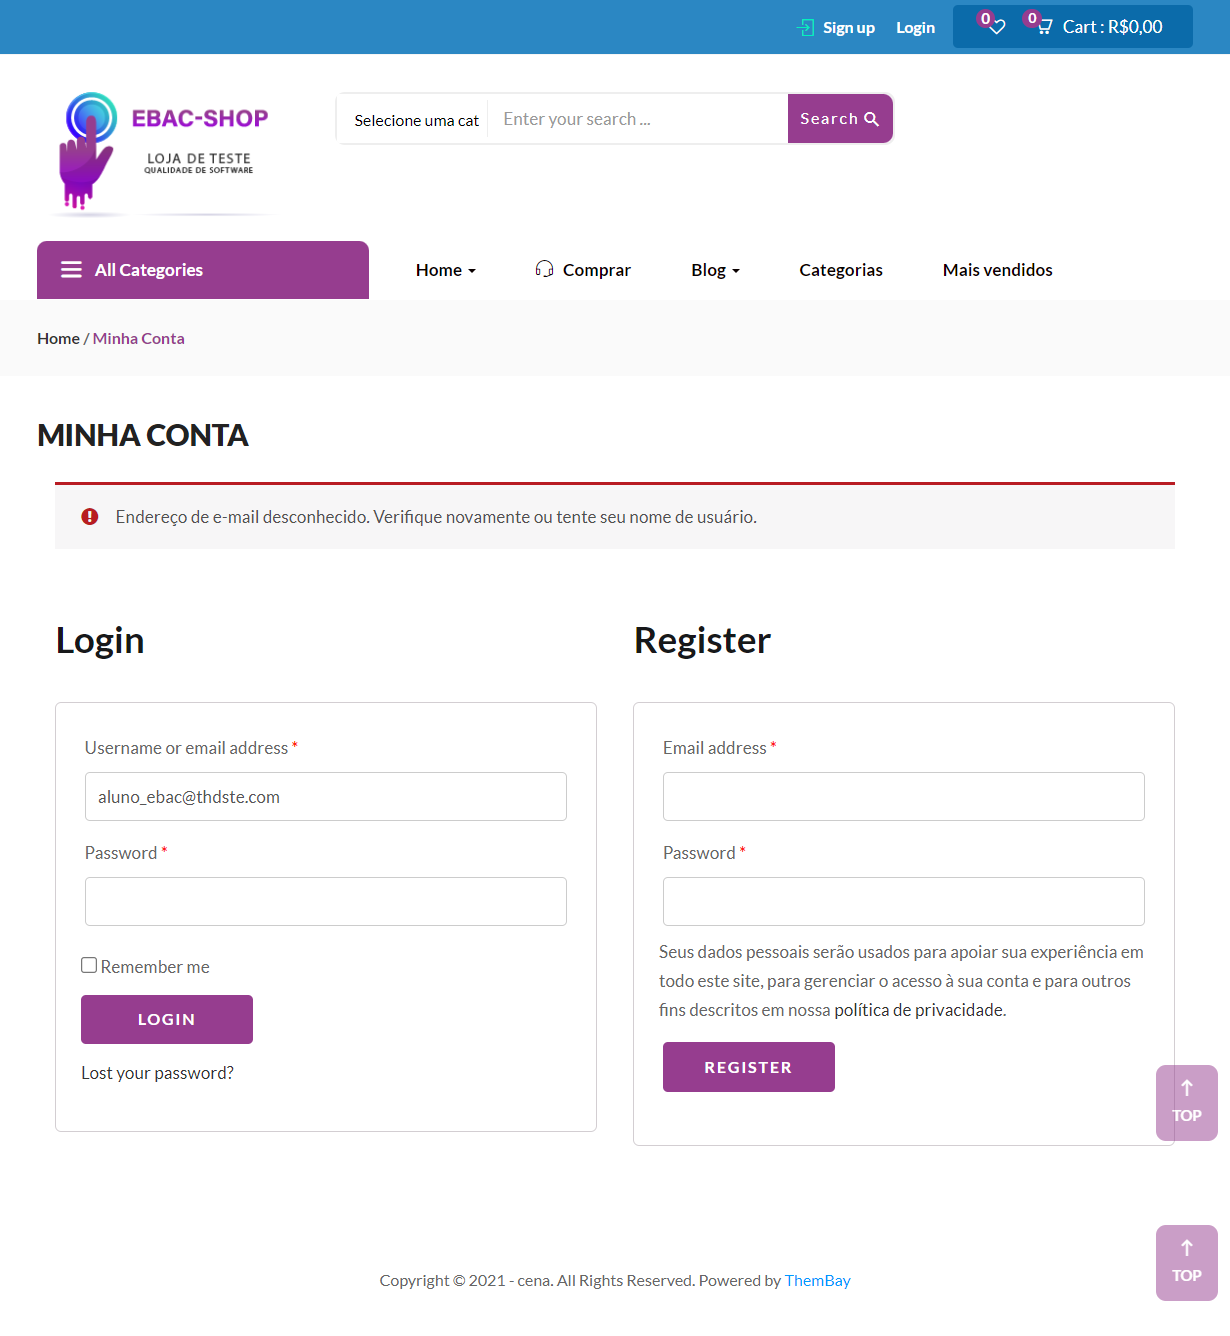 Sign up
Login
0
0
Cart : R$0,00
EBAC-SHOP
LOJA DE TESTE
QUALIDADE DE SOFTWARE
Selecione uma cat
Enter your search ...
Search
All Categories
Home
Comprar
Blog
Categorias
Mais vendidos
Home / Minha Conta
MINHA CONTA
Endereço de e-mail desconhecido. Verifique novamente ou tente seu nome de usuário.
Login
Username or email address *
aluno_ebac@thdste.com
Password *
Remember me
LOGIN
Lost your password?
Register
Email address *
Password *
Seus dados pessoais serão usados para apoiar sua experiência em
todo este site, para gerenciar o acesso à sua conta e para outros
fins descritos em nossa política de privacidade.
REGISTER
TOP
TOP
Copyright © 2021 - cena. All Rights Reserved. Powered by ThemBay